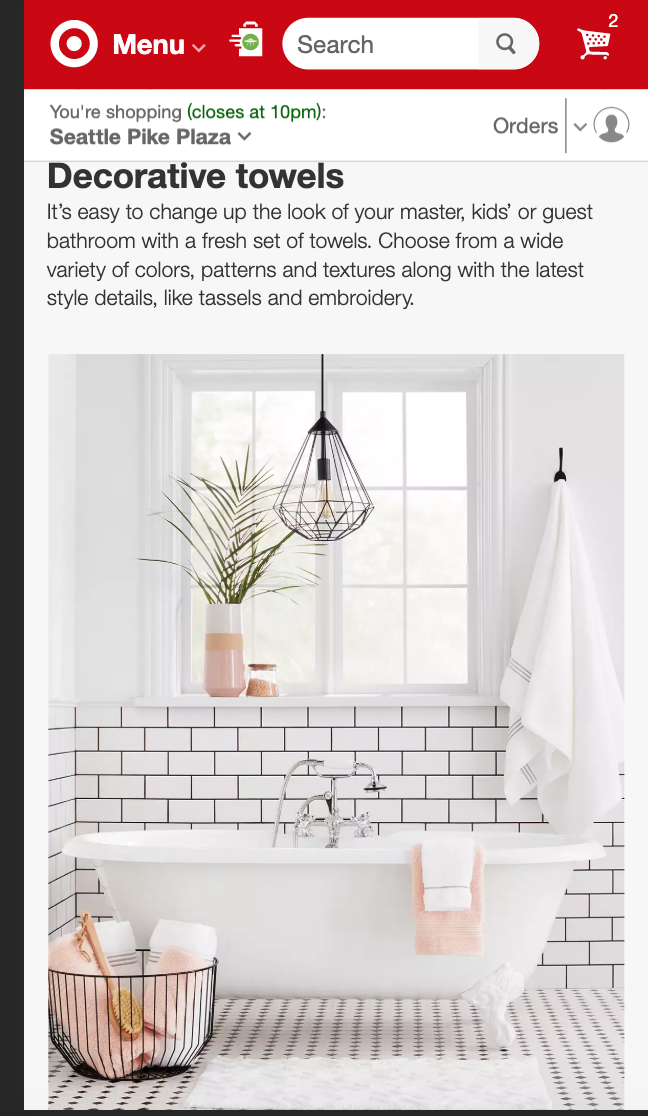 2
Menu
Search
You're shopping (closes at 10pm):
Seattle Pike Plaza
Orders
Decorative towels
It’s easy to change up the look of your master, kids’ or guest
bathroom with a fresh set of towels. Choose from a wide
variety of colors, patterns and textures along with the latest
style details, like tassels and embroidery.